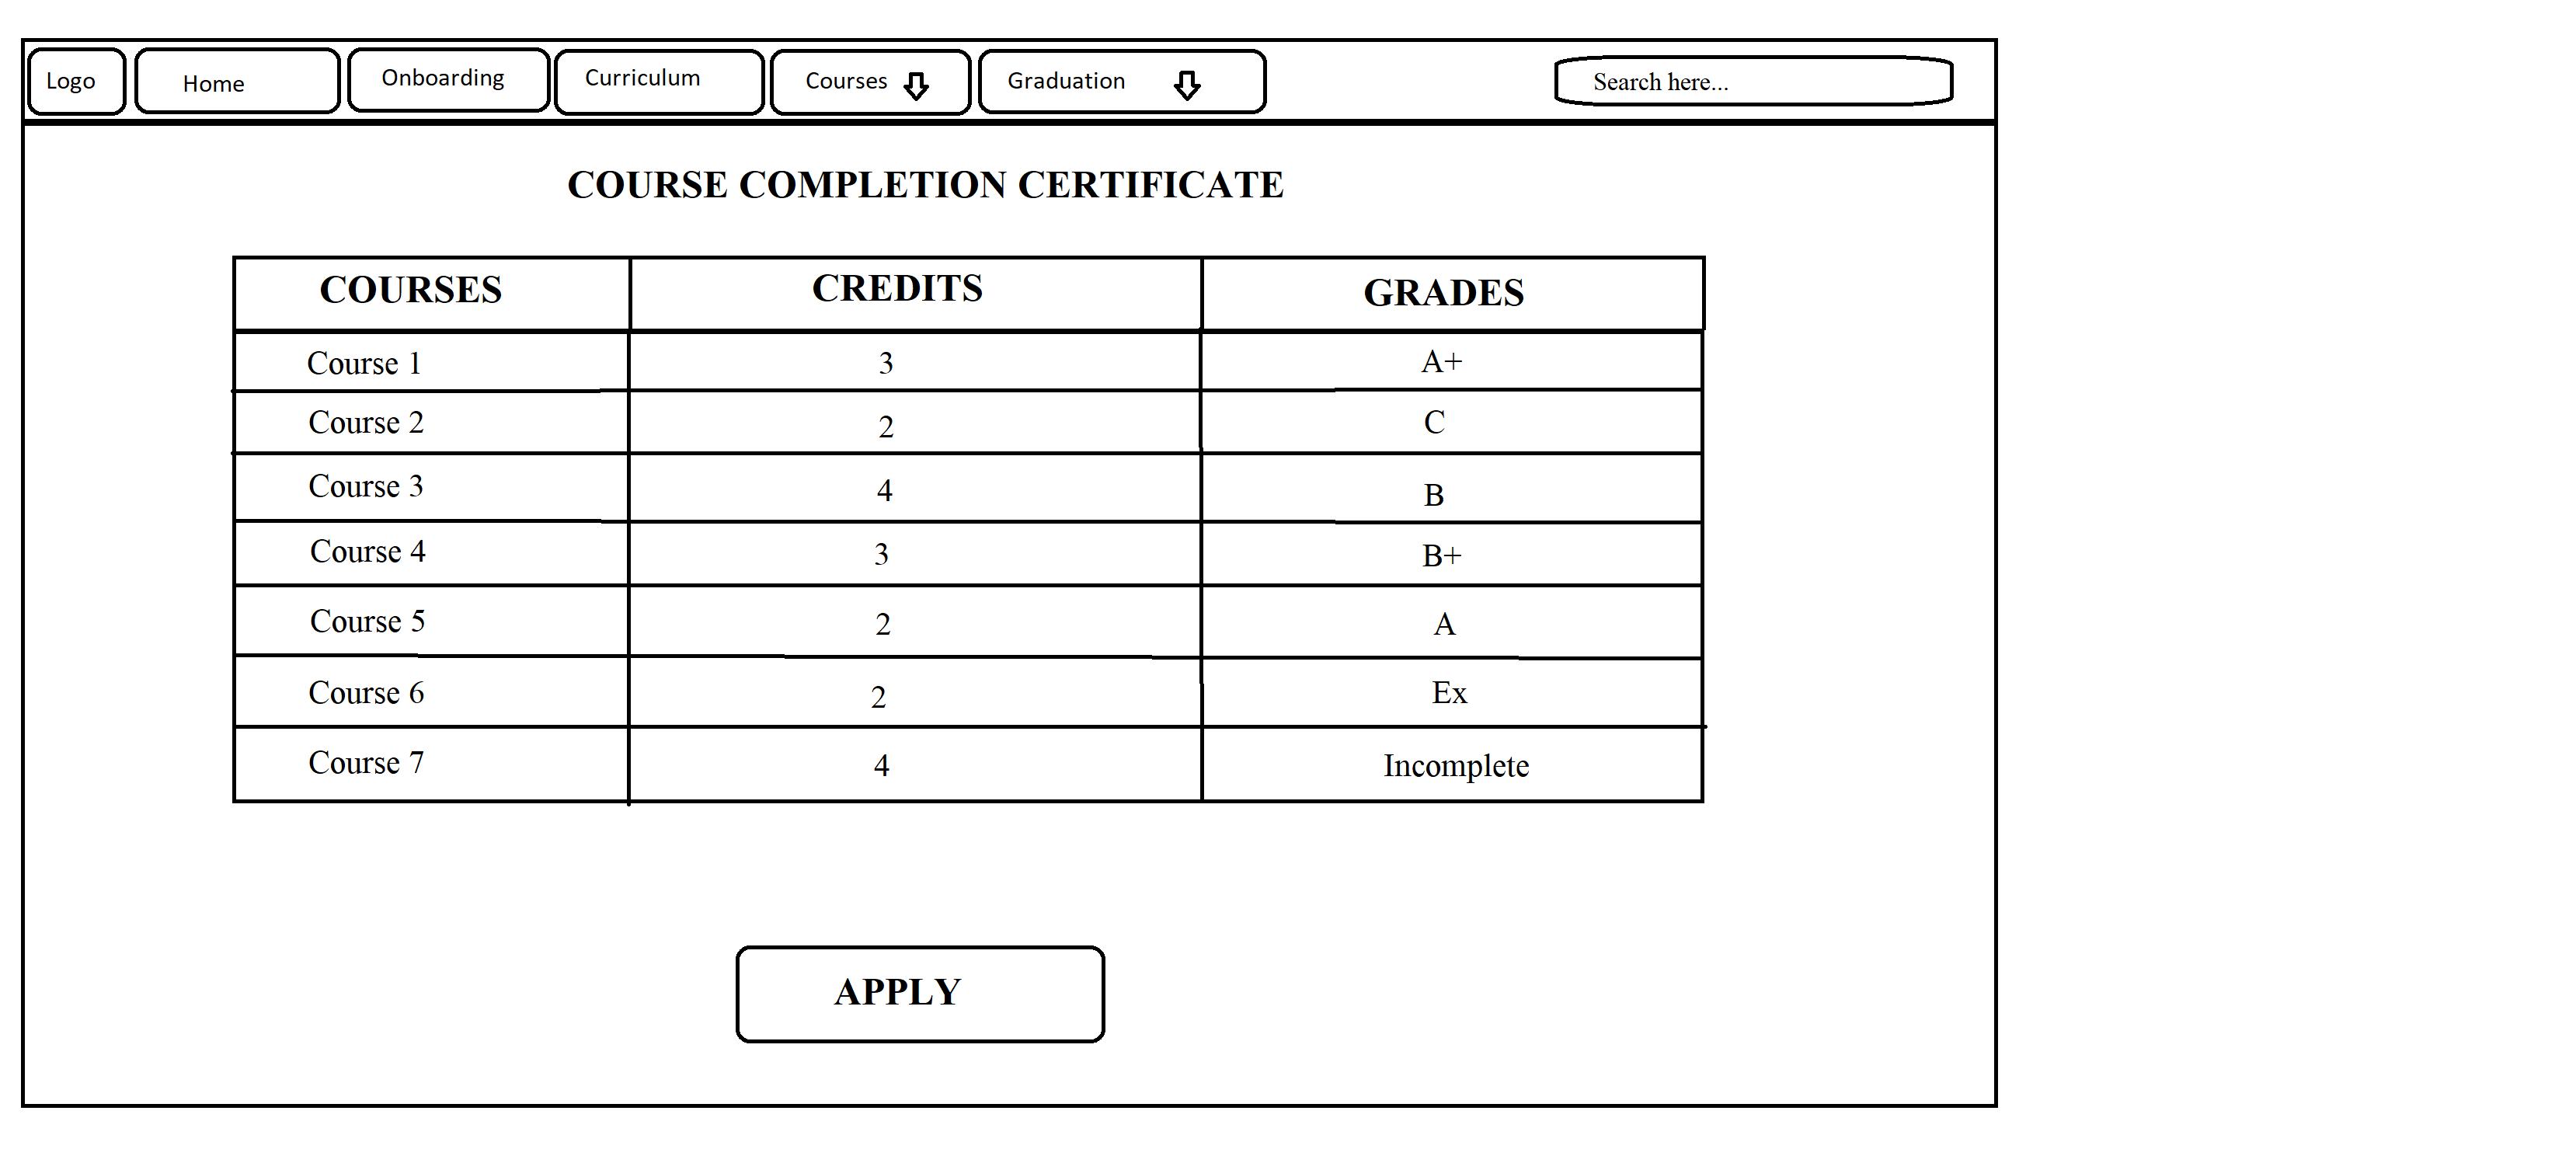 Logo Home Onboarding Curriculum Courses Graduation Search here...
COURSE COMPLETION CERTIFICATE
COURSES CREDITS GRADES
Course 1 3 A+
Course 2 2 C
Course 3 4 B
Course 4 3 B+
Course 5 2 A
Course 6 2 Ex
Course 7 4 Incomplete
APPLY